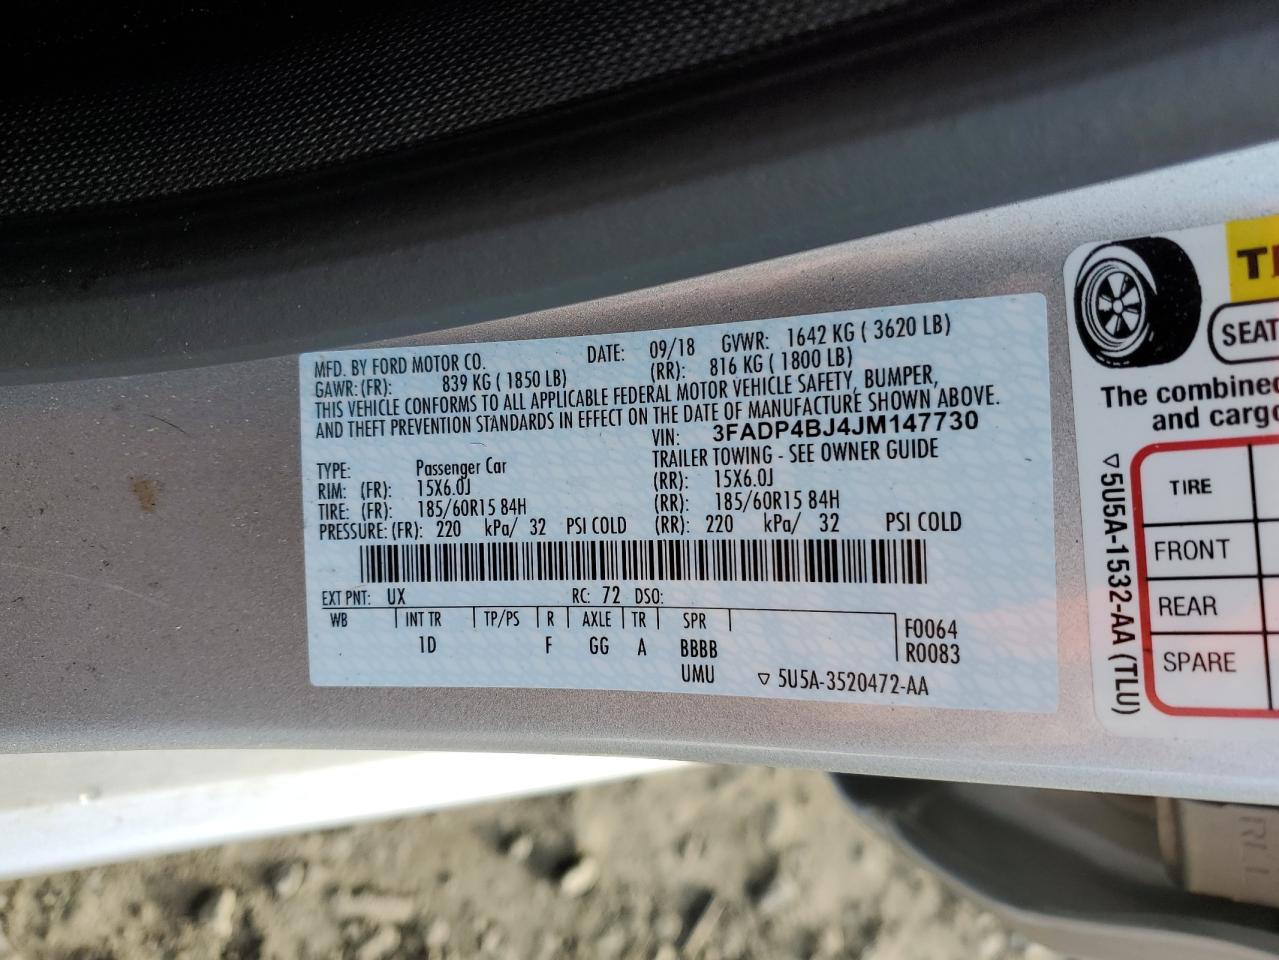 MFD. BY FORD MOTOR CO. DATE: 09/18 GVWR: 1642 KG ( 3620 LB)
GAWR: (FR): 839 KG ( 1850 LB) (RR): 816 KG ( 1800 LB)
THIS VEHICLE CONFORMS TO ALL APPLICABLE FEDERAL MOTOR VEHICLE SAFETY, BUMPER,
AND THEFT PREVENTION STANDARDS IN EFFECT ON THE DATE OF MANUFACTURE SHOWN ABOVE.
VIN: 3FADP4BJ4JM147730
TRAILER TOWING - SEE OWNER GUIDE
TYPE: Passenger Car
RIM: (FR): 15X6.0J (RR): 15X6.0J
TIRE: (FR): 185/60R15 84H (RR): 185/60R15 84H
PRESSURE: (FR): 220 kPa/ 32 PSI COLD (RR): 220 kPa/ 32 PSI COLD
EXT PNT: UX RC: 72 DSO:
WB INT TR TP/PS R AXLE TR SPR
1D F GG A BBBB
UMU
F0064
R0083
▽ 5U5A-3520472-AA
SEAT
The combined
and cargo
TIRE
FRONT
REAR
SPARE
▽5U5A-1532-AA (TLU)